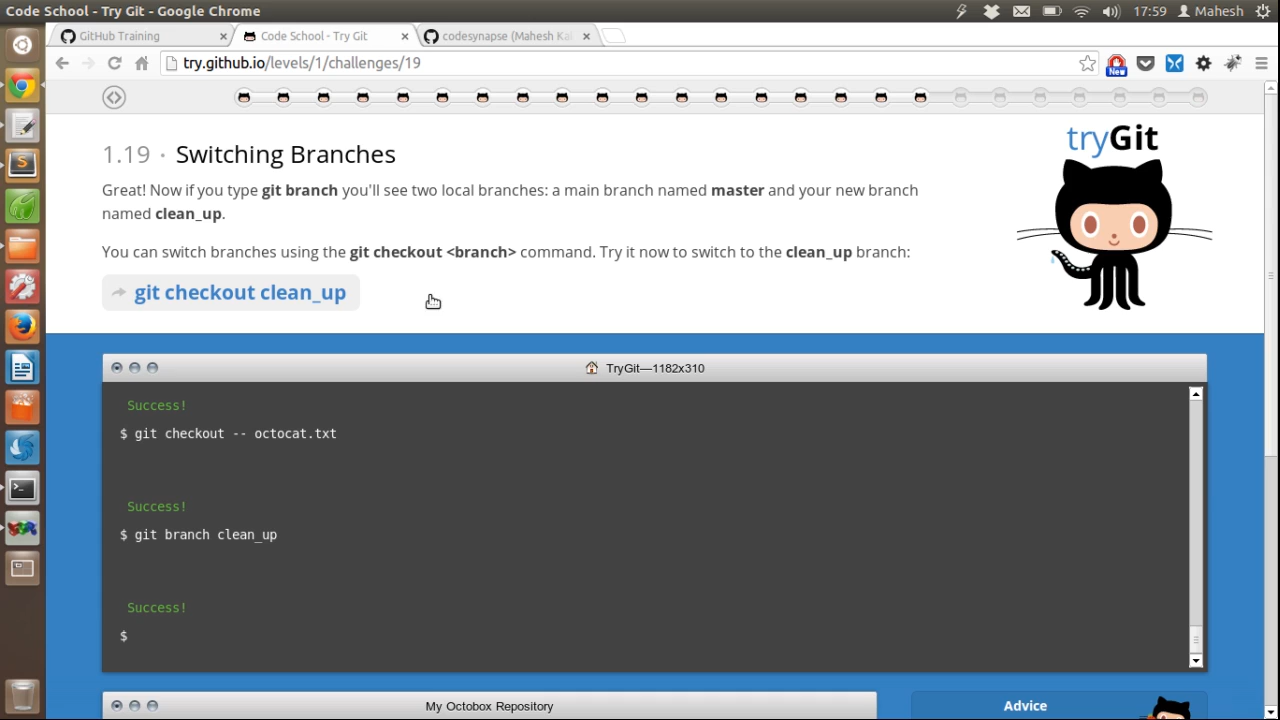 Code School - Try Git - Google Chrome
17:59
Mahesh
GitHub Training
Code School - Try Git
codesynapse (Mahesh Kal
try.github.io/levels/1/challenges/19
New
1.19 · Switching Branches
tryGit
Great! Now if you type git branch you'll see two local branches: a main branch named master and your new branch
named clean_up.
You can switch branches using the git checkout <branch> command. Try it now to switch to the clean_up branch:
git checkout clean_up
TryGit—1182x310
Success!
$ git checkout -- octocat.txt
Success!
$ git branch clean_up
Success!
$
My Octobox Repository
Advice